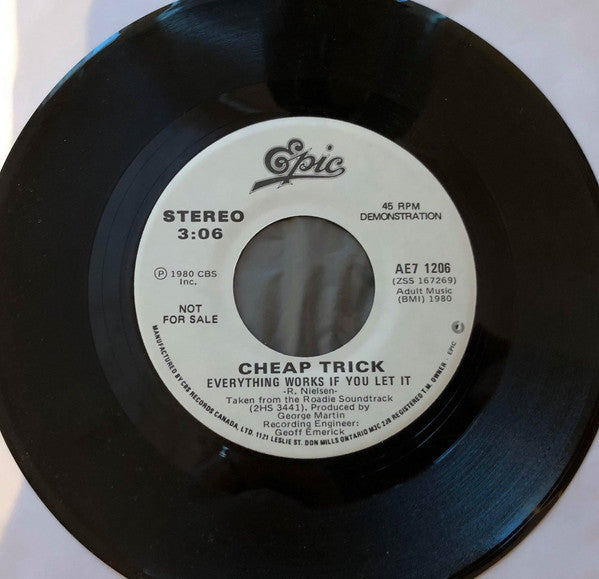 Epic
STEREO
3:06
45 RPM
DEMONSTRATION
℗ 1980 CBS
Inc.
AE7 1206
(ZSS 167269)
Adult Music
(BMI) 1980
NOT
FOR SALE
CHEAP TRICK
EVERYTHING WORKS IF YOU LET IT
-R. Nielsen-
Taken from the Roadie Soundtrack
(2HS 3441), Produced by
George Martin
Recording Engineer:
Geoff Emerick
MANUFACTURED BY CBS RECORDS CANADA, LTD. 1121 LESLIE ST. DON MILLS ONTARIO M3C 2J9 REGISTERED T.M. OWNER EPIC